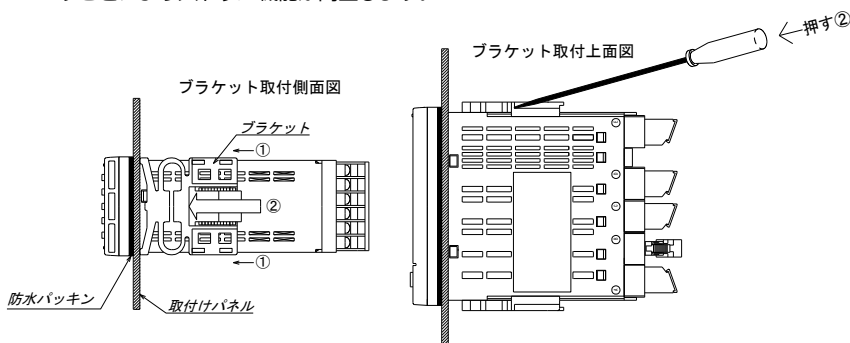 ブラケット取付上面図
押す②
ブラケット取付側面図
ブラケット
①
②
①
防水パッキン
取付けパネル